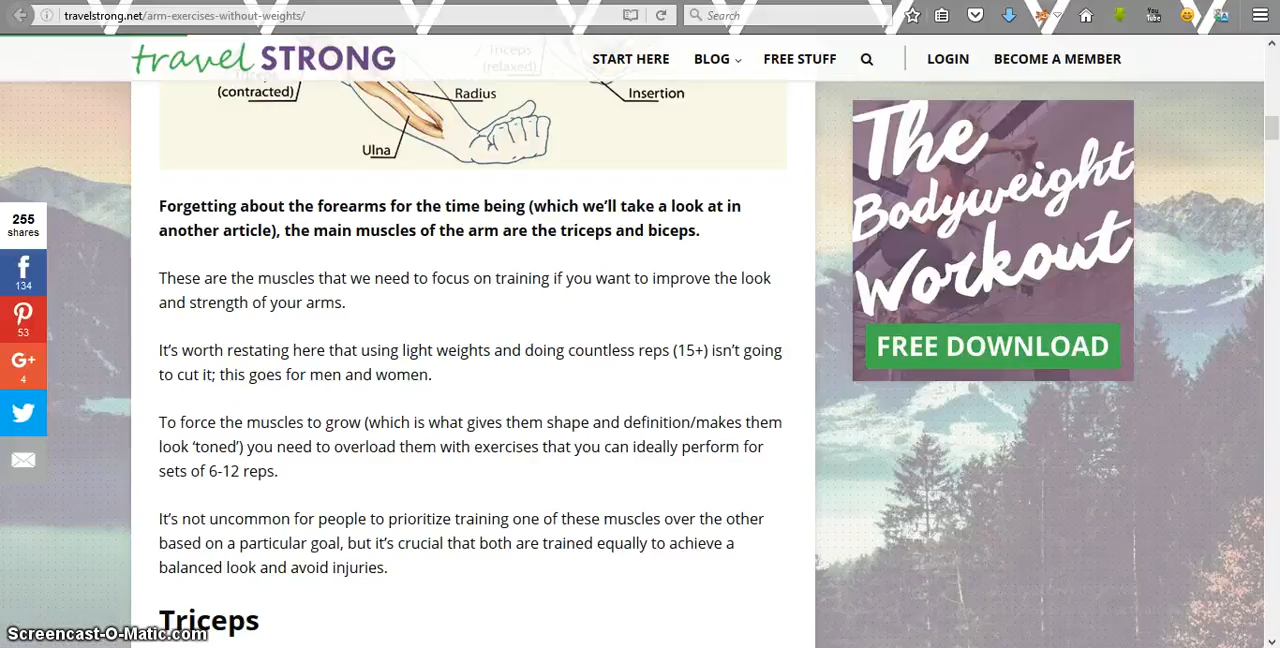 travelstrong.net/arm-exercises-without-weights/
Search
You
Tube
travel STRONG
START HERE
BLOG
FREE STUFF
LOGIN
BECOME A MEMBER
Triceps
(relaxed)
(contracted)
Radius
Insertion
Ulna
Forgetting about the forearms for the time being (which we'll take a look at in
another article), the main muscles of the arm are the triceps and biceps.
These are the muscles that we need to focus on training if you want to improve the look
and strength of your arms.
It's worth restating here that using light weights and doing countless reps (15+) isn't going
to cut it; this goes for men and women.
To force the muscles to grow (which is what gives them shape and definition/makes them
look ‘toned’) you need to overload them with exercises that you can ideally perform for
sets of 6-12 reps.
It's not uncommon for people to prioritize training one of these muscles over the other
based on a particular goal, but it's crucial that both are trained equally to achieve a
balanced look and avoid injuries.
Triceps
255
shares
134
53
G+
4
The
Bodyweight
Workout
FREE DOWNLOAD
Screencast-O-Matic.com